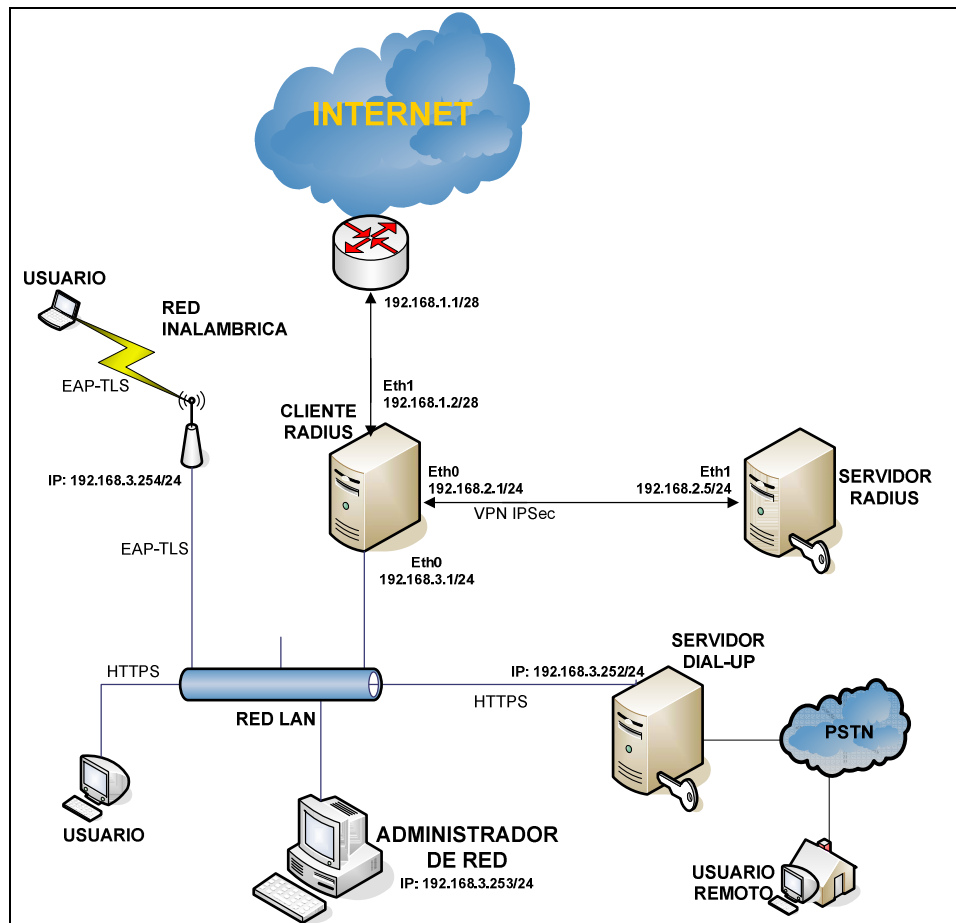 INTERNET
192.168.1.1/28
USUARIO
RED
INALAMBRICA
EAP-TLS
Eth1
192.168.1.2/28
CLIENTE
RADIUS
IP: 192.168.3.254/24
Eth0
192.168.2.1/24
VPN IPSec
Eth1
192.168.2.5/24
SERVIDOR
RADIUS
EAP-TLS
Eth0
192.168.3.1/24
HTTPS
RED LAN
IP: 192.168.3.252/24
HTTPS
SERVIDOR
DIAL-UP
PSTN
USUARIO
ADMINISTRADOR
DE RED
IP: 192.168.3.253/24
USUARIO
REMOTO